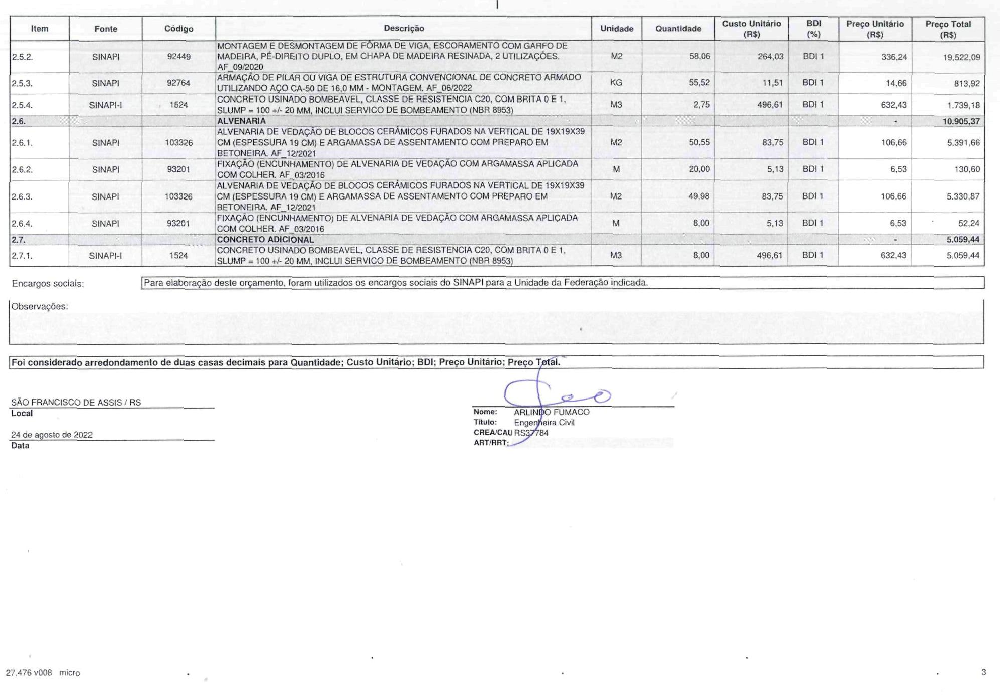 Item Fonte Código Descrição Unidade Quantidade Custo Unitário (R$) BDI (%) Preço Unitário (R$) Preço Total (R$)
2.5.2. SINAPI 92449 MONTAGEM E DESMONTAGEM DE FÔRMA DE VIGA, ESCORAMENTO COM GARFO DE
MADEIRA, PÉ-DIREITO DUPLO, EM CHAPA DE MADEIRA RESINADA, 2 UTILIZAÇÕES.
AF_09/2020 M2 58,06 264,03 BDI 1 336,24 19.522,09
2.5.3. SINAPI 92764 ARMAÇÃO DE PILAR OU VIGA DE ESTRUTURA CONVENCIONAL DE CONCRETO ARMADO
UTILIZANDO AÇO CA-50 DE 16,0 MM - MONTAGEM. AF_06/2022 KG 55,52 11,51 BDI 1 14,66 813,92
2.5.4. SINAPI-I 1524 CONCRETO USINADO BOMBEAVEL, CLASSE DE RESISTENCIA C20, COM BRITA 0 E 1,
SLUMP = 100 +/- 20 MM, INCLUI SERVICO DE BOMBEAMENTO (NBR 8953) M3 2,75 496,61 BDI 1 632,43 1.739,18
2.6. ALVENARIA - 10.905,37
2.6.1. SINAPI 103326 ALVENARIA DE VEDAÇÃO DE BLOCOS CERÂMICOS FURADOS NA VERTICAL DE 19X19X39
CM (ESPESSURA 19 CM) E ARGAMASSA DE ASSENTAMENTO COM PREPARO EM
BETONEIRA. AF_12/2021 M2 50,55 83,75 BDI 1 106,66 5.391,66
2.6.2. SINAPI 93201 FIXAÇÃO (ENCUNHAMENTO) DE ALVENARIA DE VEDAÇÃO COM ARGAMASSA APLICADA
COM COLHER. AF_03/2016 M 20,00 5,13 BDI 1 6,53 130,60
2.6.3. SINAPI 103326 ALVENARIA DE VEDAÇÃO DE BLOCOS CERÂMICOS FURADOS NA VERTICAL DE 19X19X39
CM (ESPESSURA 19 CM) E ARGAMASSA DE ASSENTAMENTO COM PREPARO EM
BETONEIRA. AF_12/2021 M2 49,98 83,75 BDI 1 106,66 5.330,87
2.6.4. SINAPI 93201 FIXAÇÃO (ENCUNHAMENTO) DE ALVENARIA DE VEDAÇÃO COM ARGAMASSA APLICADA
COM COLHER. AF_03/2016 M 8,00 5,13 BDI 1 6,53 52,24
2.7. CONCRETO ADICIONAL - 5.059,44
2.7.1. SINAPI-I 1524 CONCRETO USINADO BOMBEAVEL, CLASSE DE RESISTENCIA C20, COM BRITA 0 E 1,
SLUMP = 100 +/- 20 MM, INCLUI SERVICO DE BOMBEAMENTO (NBR 8953) M3 8,00 496,61 BDI 1 632,43 5.059,44
Encargos sociais: Para elaboração deste orçamento, foram utilizados os encargos sociais do SINAPI para a Unidade da Federação indicada.
Observações:
Foi considerado arredondamento de duas casas decimais para Quantidade; Custo Unitário; BDI; Preço Unitário; Preço Total.
SÃO FRANCISCO DE ASSIS / RS
Local
24 de agosto de 2022
Data
Nome: ARLINDO FUMACO
Título: Engenheira Civil
CREA/CAU RS37784
ART/RRT:
27.476 v008 micro
3